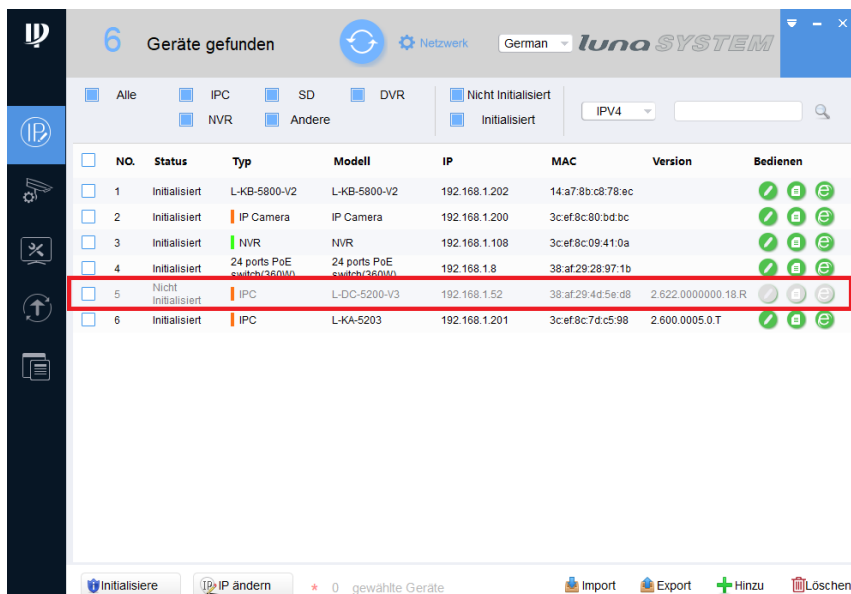 IP
6 Geräte gefunden Netzwerk German luna SYSTEM
Alle IPC SD DVR Nicht Initialisiert
NVR Andere Initialisiert IPV4
IP
NO. Status Typ Modell IP MAC Version Bedienen
1 Initialisiert L-KB-5800-V2 L-KB-5800-V2 192.168.1.202 14:a7:8b:c8:78:ec
2 Initialisiert IP Camera IP Camera 192.168.1.200 3c:ef:8c:80:bd:bc
3 Initialisiert NVR NVR 192.168.1.108 3c:ef:8c:09:41:0a
4 Initialisiert 24 ports PoE switch(360W) 24 ports PoE switch(360W) 192.168.1.8 38:af:29:28:97:1b
5 Nicht Initialisiert IPC L-DC-5200-V3 192.168.1.52 38:af:29:4d:5e:d8 2.622.0000000.18.R
6 Initialisiert IPC L-KA-5203 192.168.1.201 3c:ef:8c:7d:c5:98 2.600.0005.0.T
Initialisiere IP IP ändern * 0 gewählte Geräte Import Export Hinzu Löschen